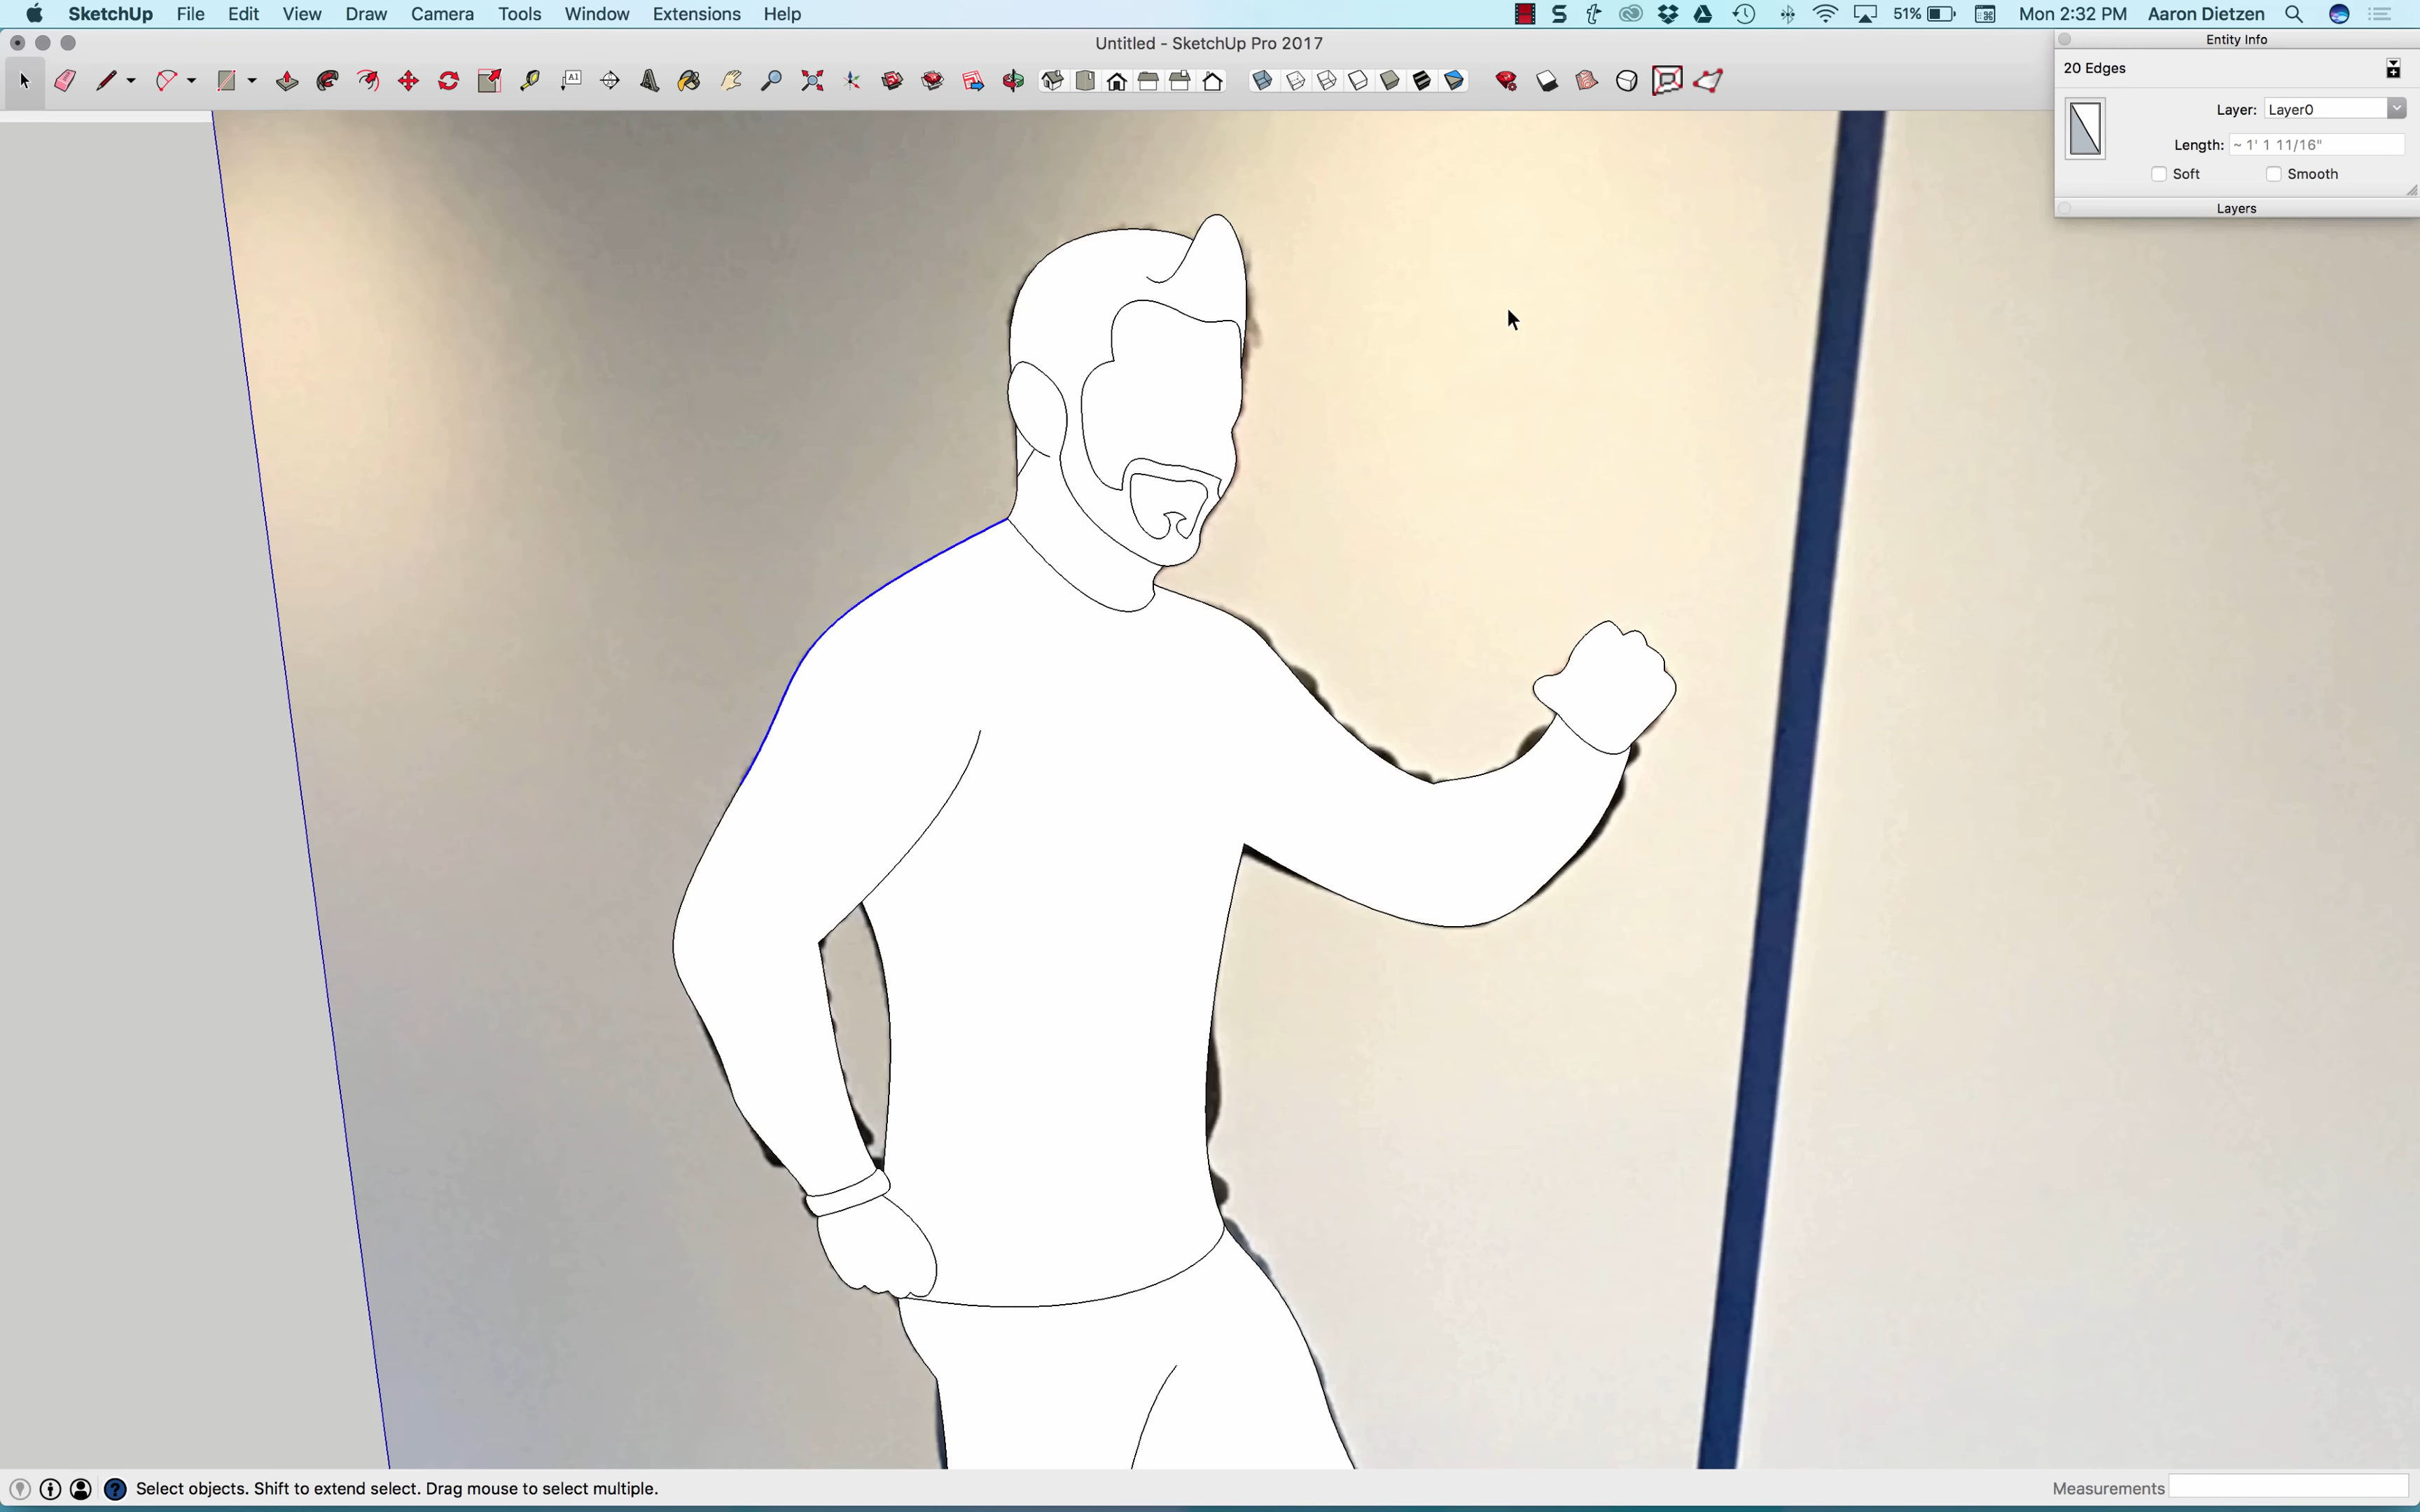 SketchUp File Edit View Draw Camera Tools Window Extensions Help 51% Mon 2:32 PM Aaron Dietzen
Untitled - SketchUp Pro 2017
A1
Entity Info
20 Edges
Layer: Layer0
Length: ~ 1' 1 11/16"
Soft Smooth
Layers
Select objects. Shift to extend select. Drag mouse to select multiple. Measurements